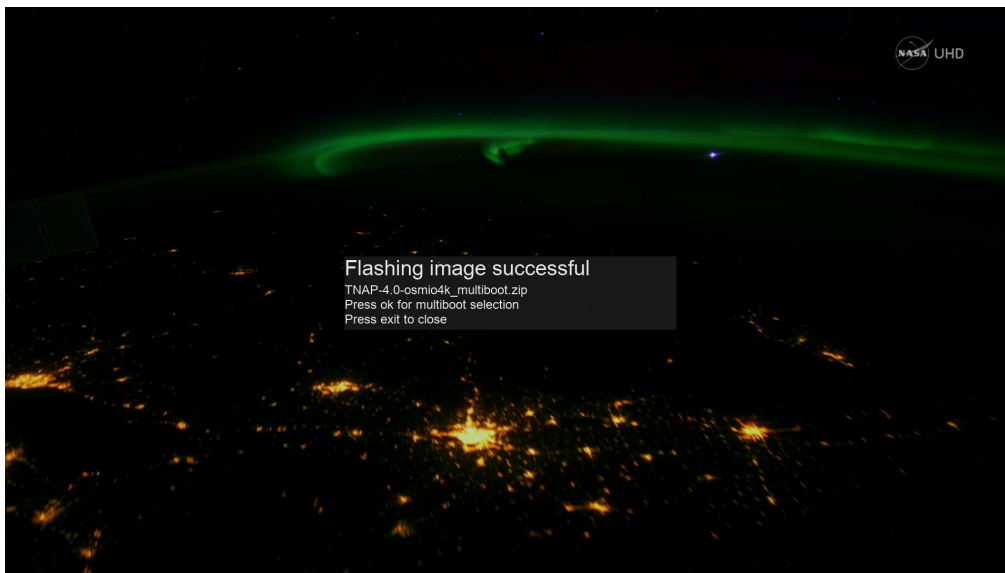 NASA UHD
Flashing image successful
TNAP-4.0-osmio4k_multiboot.zip
Press ok for multiboot selection
Press exit to close